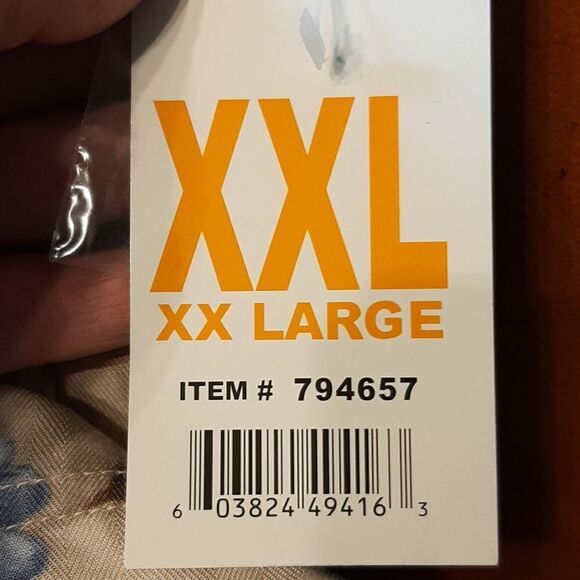 XXL
XX LARGE
ITEM # 794657
6 03824 49416 3